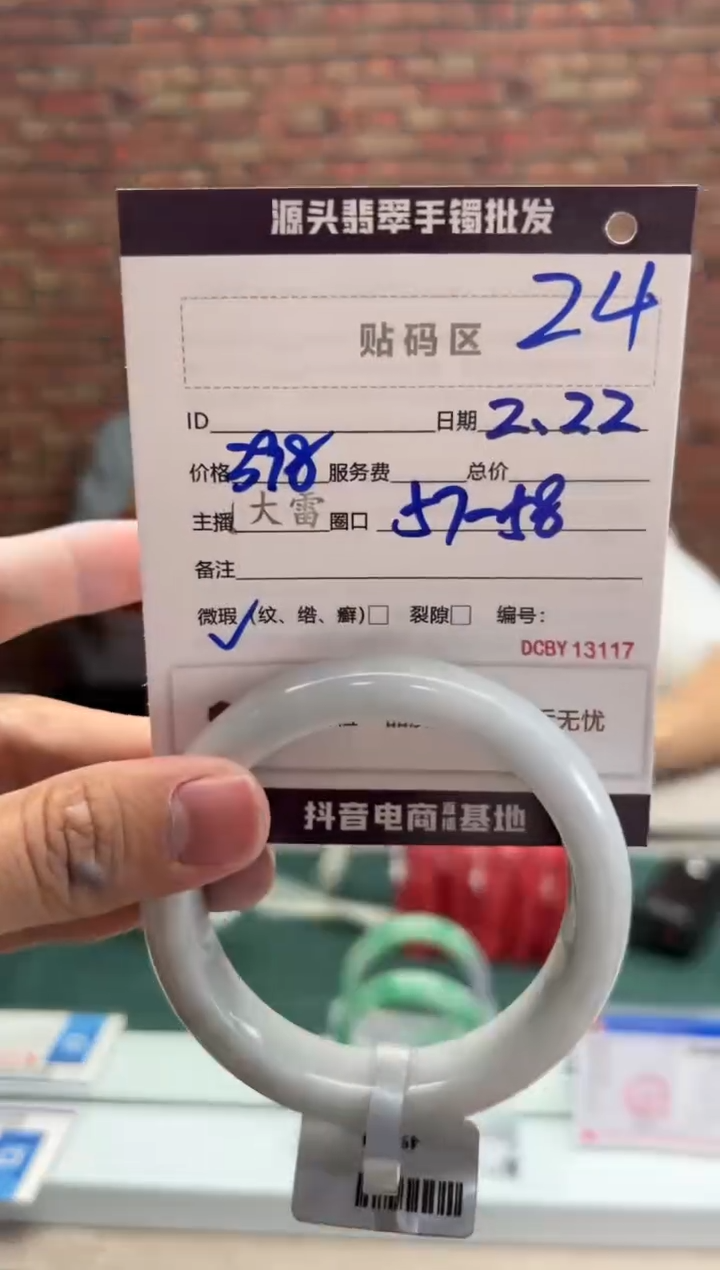 源头翡翠手镯批发
贴码区 24
ID 日期 2.22
价格 398 服务费 总价
主播 大雷 圈口 57-58
备注
微瑕 ✓ (纹、绺、癣)□ 裂隙□ 编号:
DCBY 13117
无忧
抖音电商直播基地